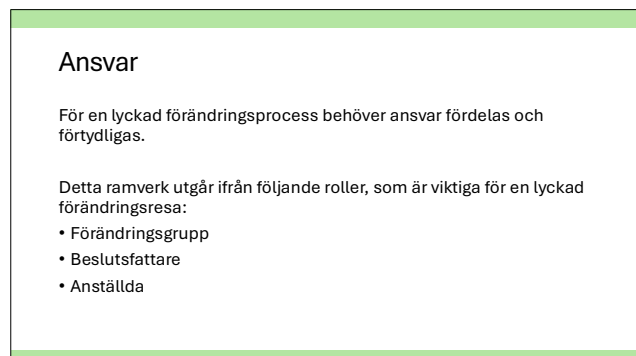 Ansvar
För en lyckad förändringsprocess behöver ansvar fördelas och
förtydligas.
Detta ramverk utgår ifrån följande roller, som är viktiga för en lyckad
förändringsresa:
• Förändringsgrupp
• Beslutsfattare
• Anställda